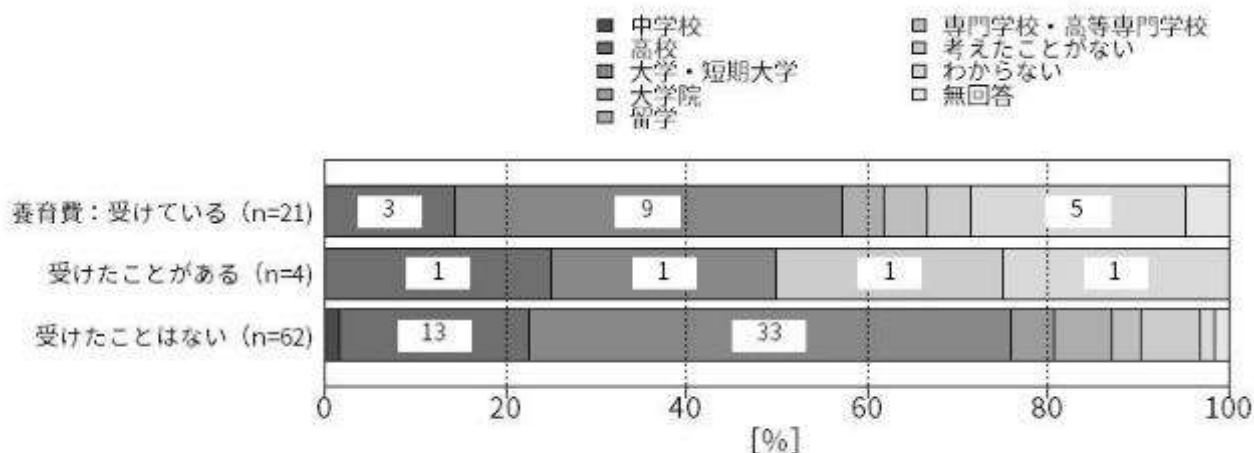 中学校
高校
大学・短期大学
大学院
留学
専門学校・高等専門学校
考えたことがない
わからない
無回答
養育費：受けている（n=21)
3 9 5
受けたことがある（n=4)
1 1 1 1
受けたことはない（n=62)
13 33
0 20 40 60 80 100
[%]